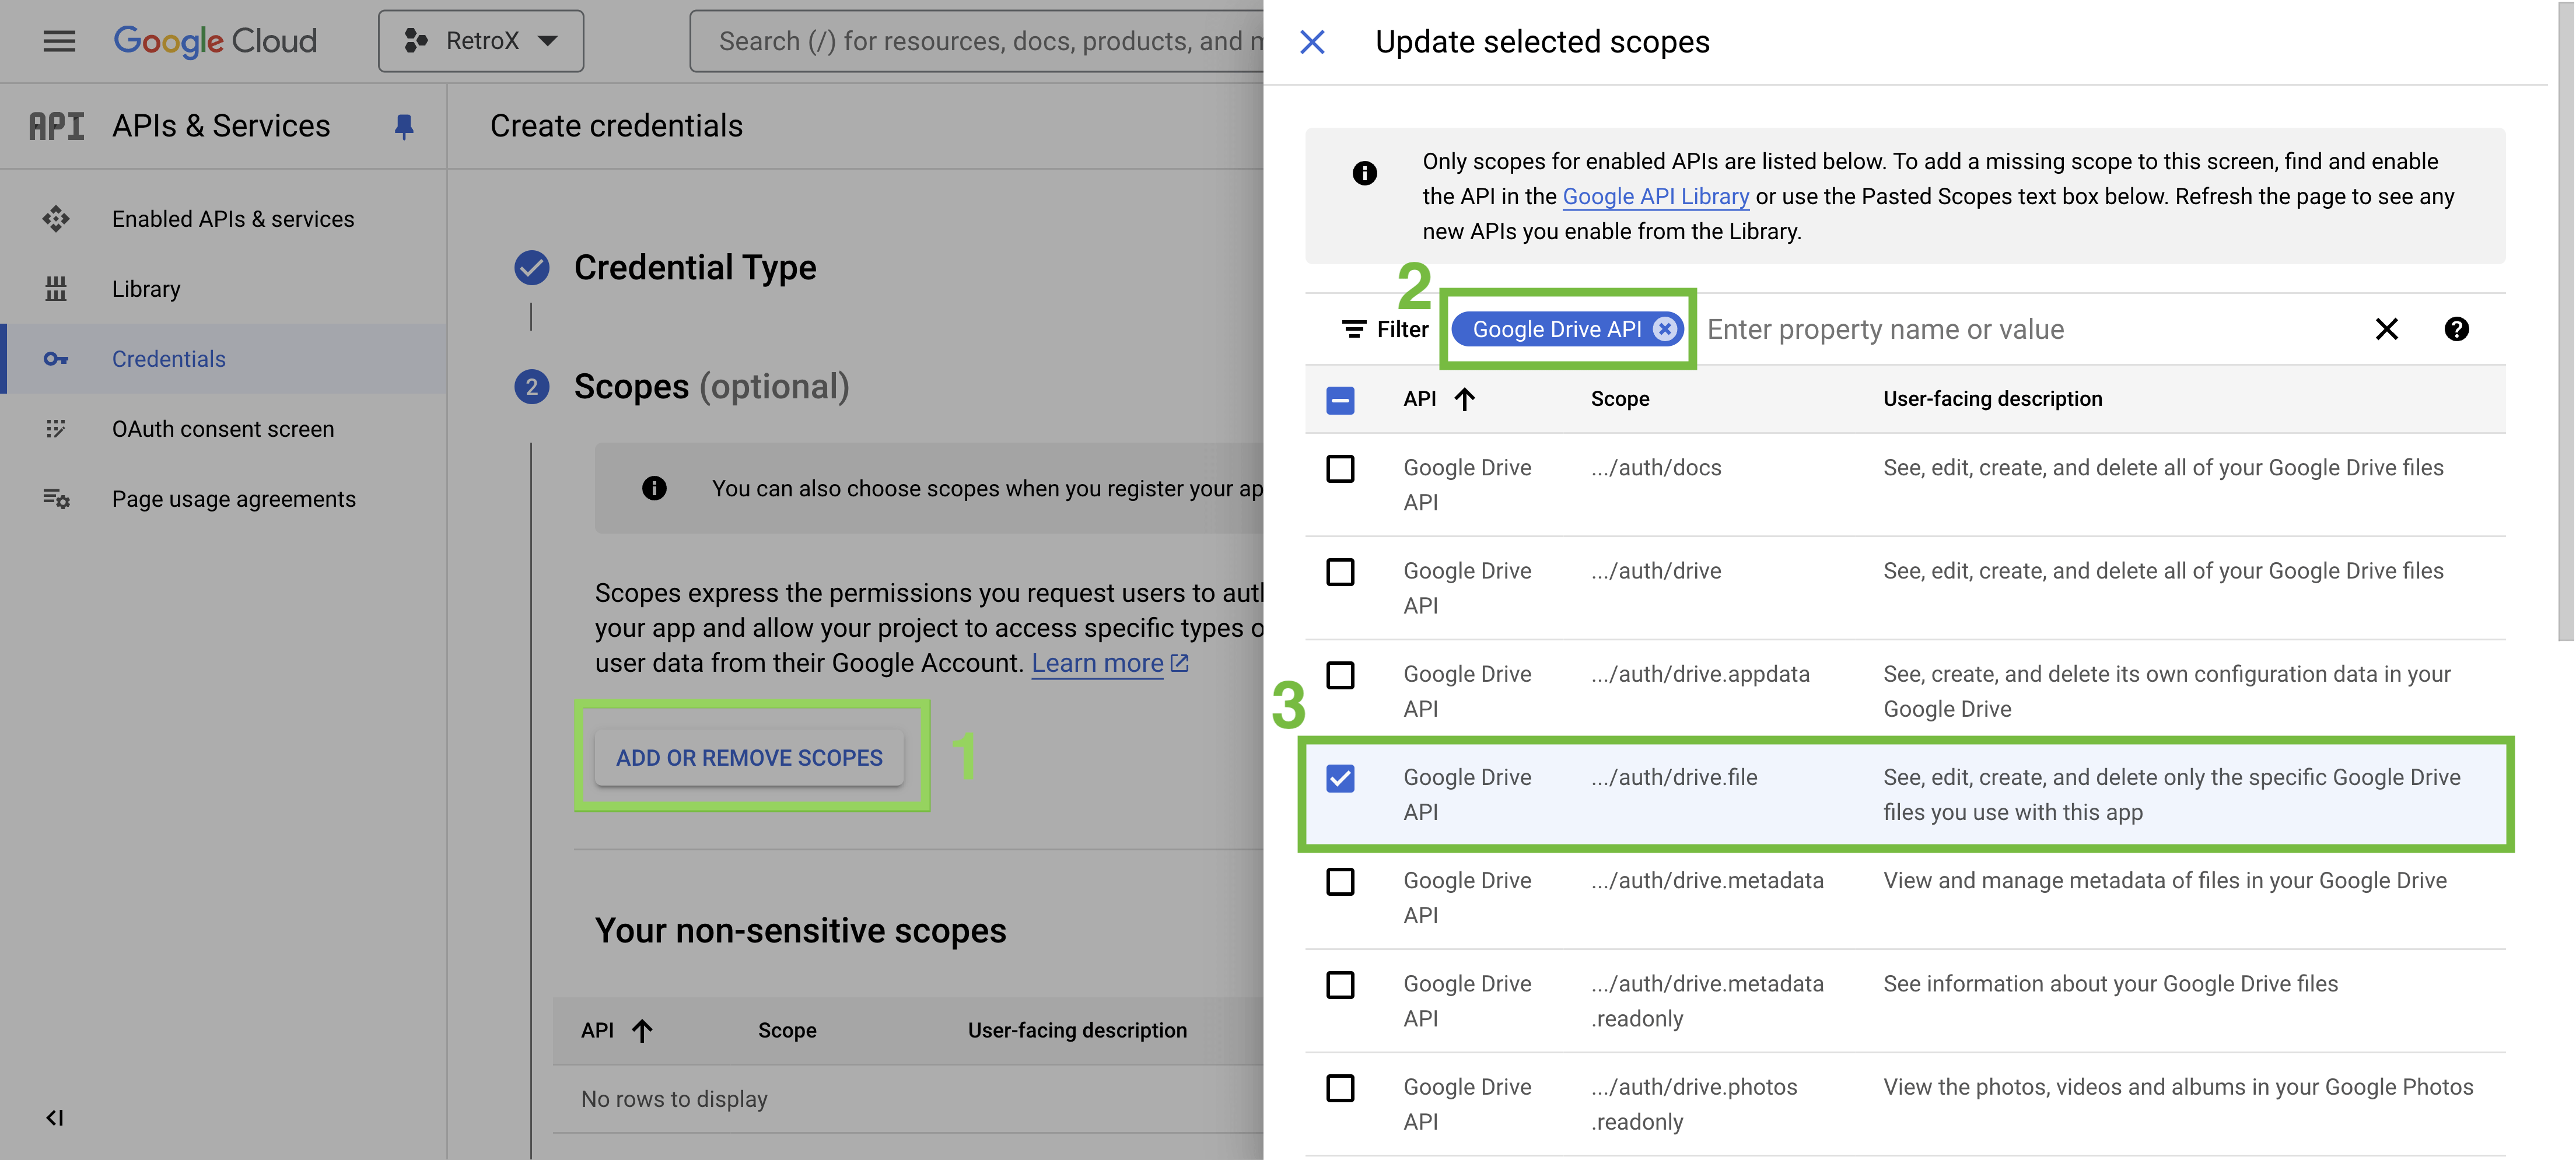 Google Cloud
RetroX
Search (/) for resources, docs, products, and m
API
APIs & Services
Enabled APIs & services
Library
Credentials
OAuth consent screen
Page usage agreements
Create credentials
Credential Type
2
Scopes (optional)
You can also choose scopes when you register your ap
Scopes express the permissions you request users to aut
your app and allow your project to access specific types o
user data from their Google Account. Learn more
ADD OR REMOVE SCOPES
1
Your non-sensitive scopes
API Scope User-facing description
No rows to display
Update selected scopes
Only scopes for enabled APIs are listed below. To add a missing scope to this screen, find and enable
the API in the Google API Library or use the Pasted Scopes text box below. Refresh the page to see any
new APIs you enable from the Library.
2
Filter Google Drive API Enter property name or value
API Scope User-facing description
Google Drive .../auth/docs See, edit, create, and delete all of your Google Drive files
API
Google Drive .../auth/drive See, edit, create, and delete all of your Google Drive files
API
Google Drive .../auth/drive.appdata See, create, and delete its own configuration data in your
API Google Drive
3
Google Drive .../auth/drive.file See, edit, create, and delete only the specific Google Drive
API files you use with this app
Google Drive .../auth/drive.metadata View and manage metadata of files in your Google Drive
API
Google Drive .../auth/drive.metadata See information about your Google Drive files
API .readonly
Google Drive .../auth/drive.photos View the photos, videos and albums in your Google Photos
API .readonly